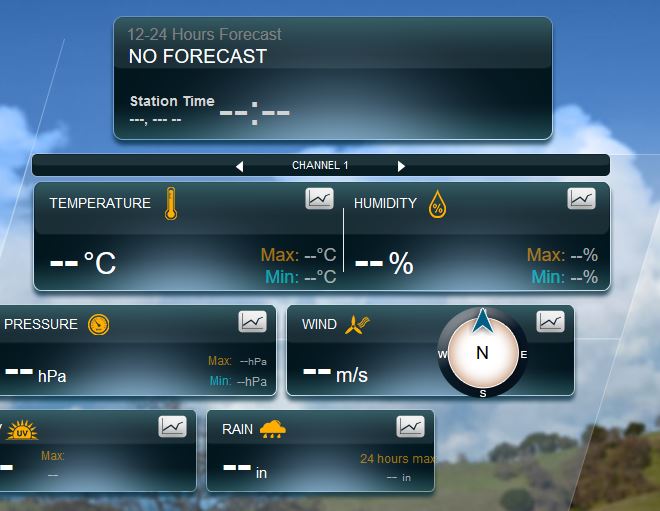 12-24 Hours Forecast
NO FORECAST
Station Time
---, --- --
--:--
CHANNEL 1
TEMPERATURE
HUMIDITY
%
-- °C
Max: --°C
Min: --°C
-- %
Max: --%
Min: --%
PRESSURE
-- hPa
Max: --hPa
Min: --hPa
WIND
-- m/s
N
W
E
S
UV
Max:
--
RAIN
-- in
24 hours max
-- in